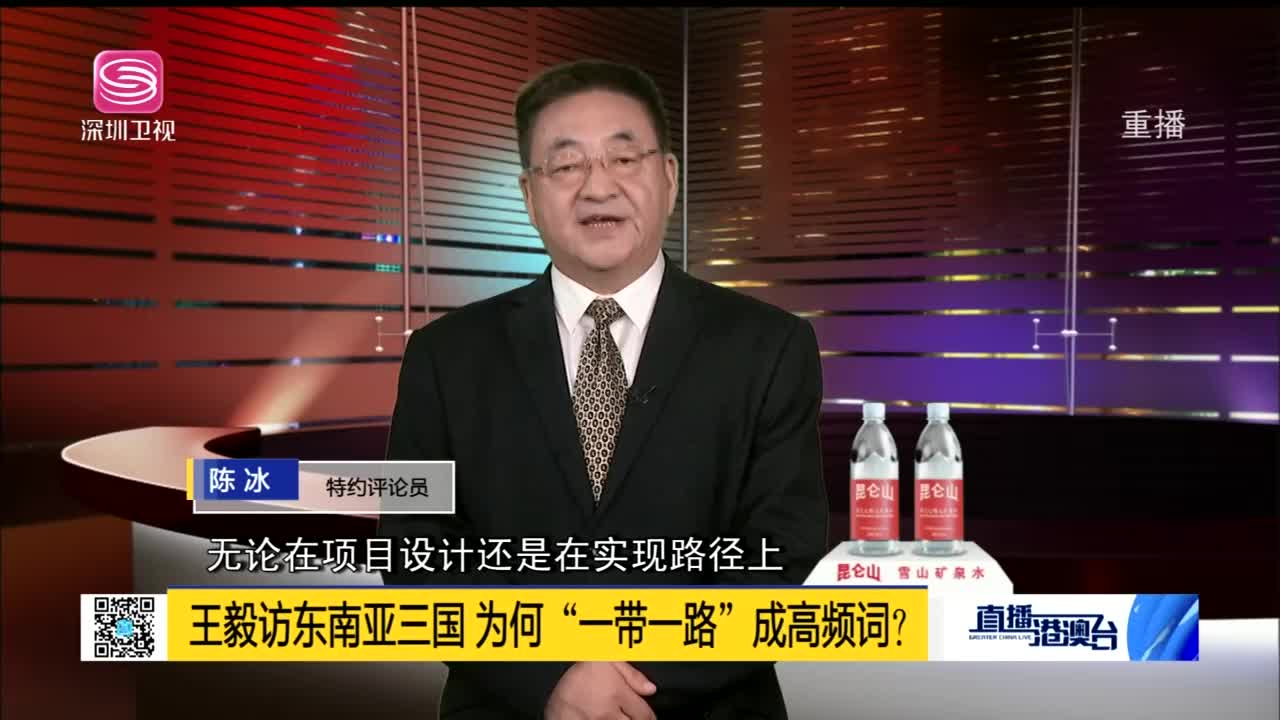 深圳卫视
重播
陈冰
特约评论员
昆仑山
昆仑山
昆仑山 雪山矿泉水
无论在项目设计还是在实现路径上
王毅访东南亚三国 为何“一带一路”成高频词?
直播港澳台
GREATER CHINA LIVE